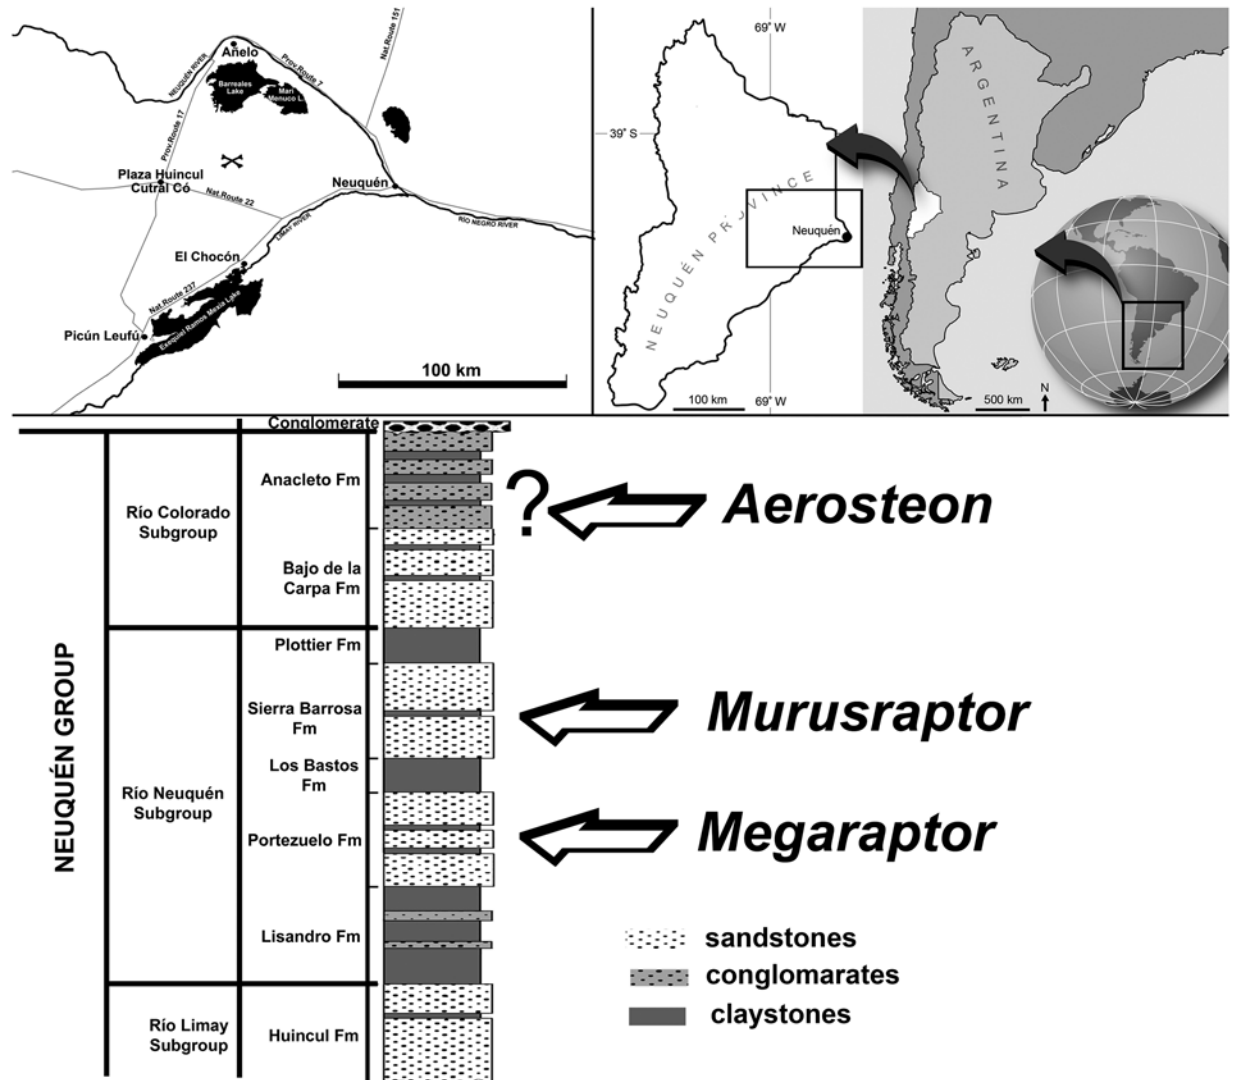 Añelo
NEUQUÉN RIVER
Prov.Route 7
Nat.Route 151
Barreales
Lake
Mari
Menuco L.
Prov.Route 17
Plaza Huincul
Cutral Có
Nat.Route 22
Neuquén
LIMAY RIVER
RÍO NEGRO RIVER
El Chocón
Nat.Route 237
Exequiel Ramos Mexía Lake
Picún Leufú
100 km
69° W
39° S
NEUQUÉN PROVINCE
Neuquén
100 km
69° W
ARGENTINA
500 km
N
Conglomerate
NEUQUÉN GROUP
Río Colorado
Subgroup
Anacleto Fm
Bajo de la
Carpa Fm
? Aerosteon
Río Neuquén
Subgroup
Plottier Fm
Sierra Barrosa
Fm
Murusraptor
Los Bastos
Fm
Portezuelo Fm
Megaraptor
Lisandro Fm
Río Limay
Subgroup
Huincul Fm
sandstones
conglomarates
claystones